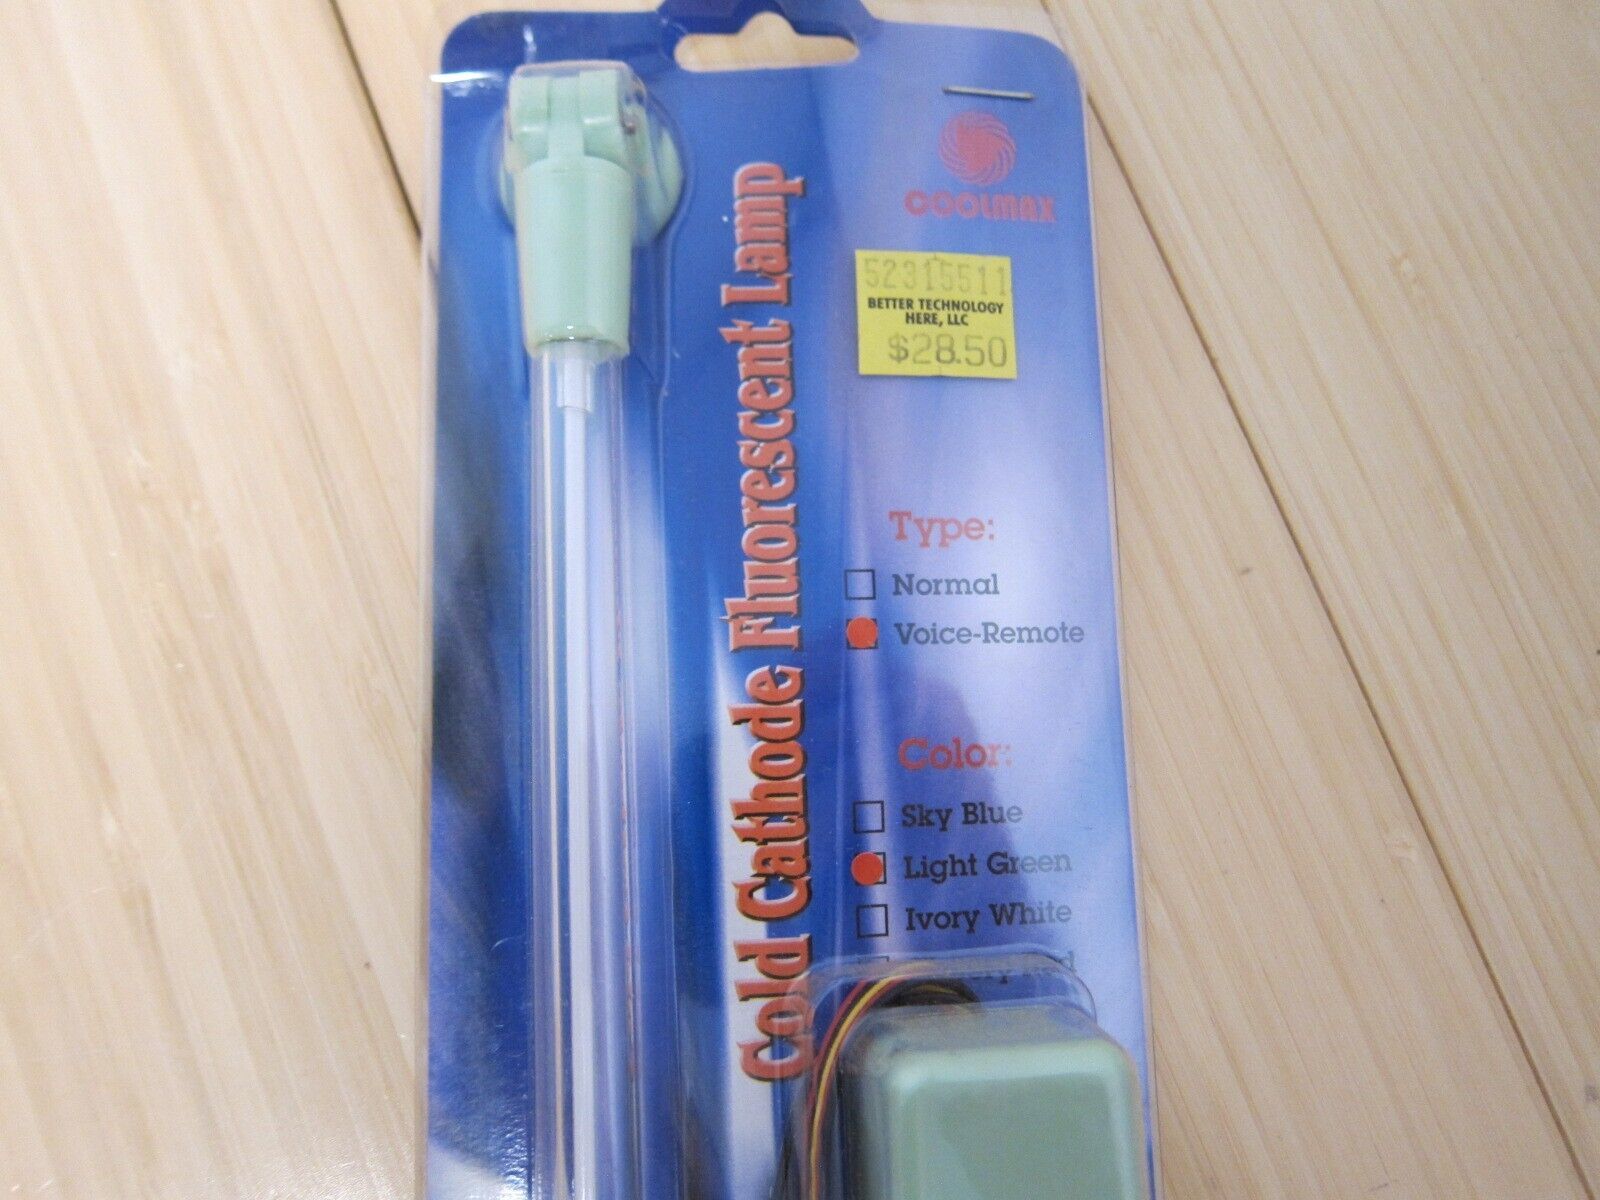 COOLMAX
52315511
BETTER TECHNOLOGY
HERE, LLC
$28.50
Cold Cathode Fluorescent Lamp
Type:
Normal
Voice-Remote
Color:
Sky Blue
Light Green
Ivory White